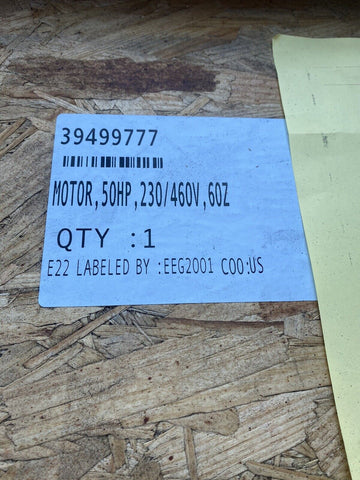 39499777
MOTOR,50HP,230/460V,60Z
QTY :1
E22 LABELED BY :EEG2001 COO:US